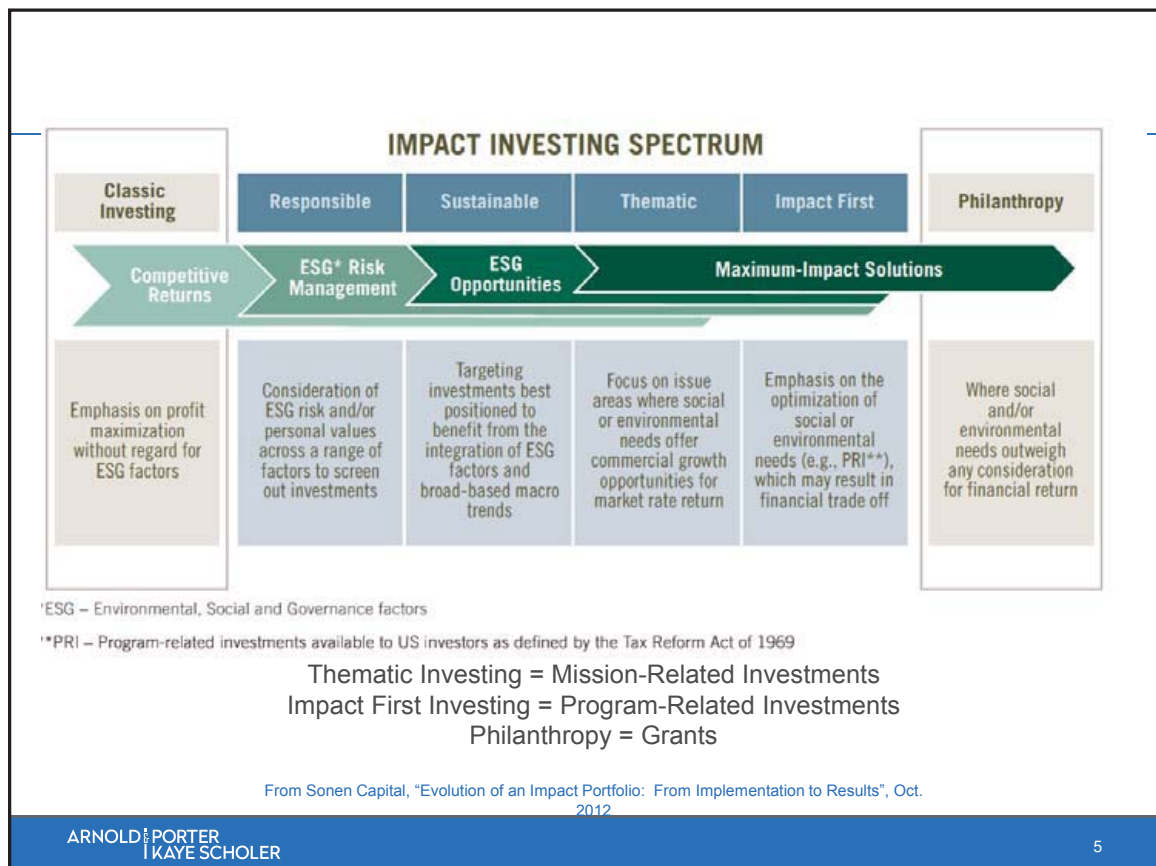 IMPACT INVESTING SPECTRUM
Classic
Investing
Responsible
Sustainable
Thematic
Impact First
Philanthropy
Competitive
Returns
ESG* Risk
Management
ESG
Opportunities
Maximum-Impact Solutions
Emphasis on profit
maximization
without regard for
ESG factors
Consideration of
ESG risk and/or
personal values
across a range of
factors to screen
out investments
Targeting
investments best
positioned to
benefit from the
integration of ESG
factors and
broad-based macro
trends
Focus on issue
areas where social
or environmental
needs offer
commercial growth
opportunities for
market rate return
Emphasis on the
optimization of
social or
environmental
needs (e.g., PRI**),
which may result in
financial trade off
Where social
and/or
environmental
needs outweigh
any consideration
for financial return
*ESG – Environmental, Social and Governance factors
**PRI – Program-related investments available to US investors as defined by the Tax Reform Act of 1969
Thematic Investing = Mission-Related Investments
Impact First Investing = Program-Related Investments
Philanthropy = Grants
From Sonen Capital, “Evolution of an Impact Portfolio: From Implementation to Results”, Oct.
2012
ARNOLD PORTER
KAYE SCHOLER
5